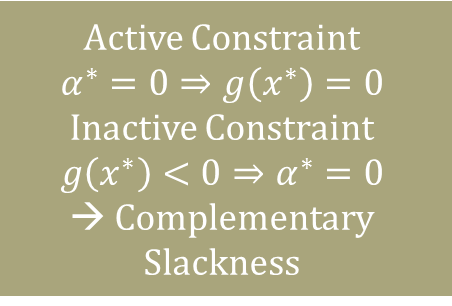 Active Constraint
α* = 0 ⇒ g(x*) = 0
Inactive Constraint
g(x*) < 0 ⇒ α* = 0
→ Complementary
Slackness